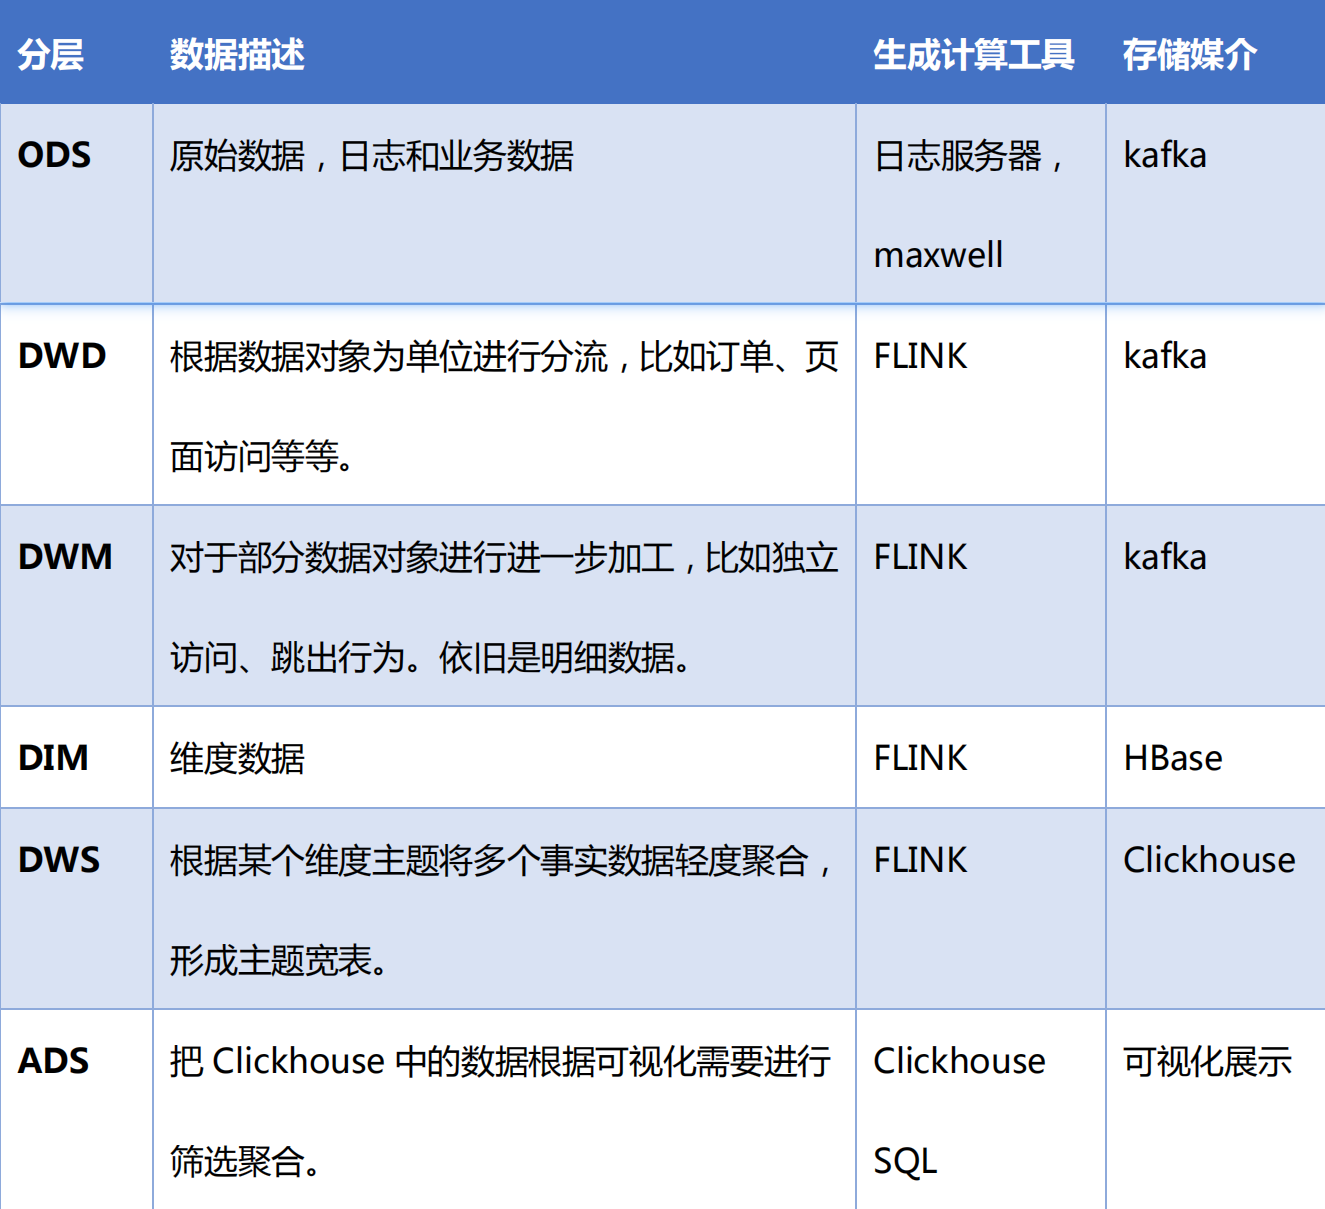 分层 数据描述 生成计算工具 存储媒介
ODS 原始数据，日志和业务数据 日志服务器， kafka
maxwell
DWD 根据数据对象为单位进行分流，比如订单、页 FLINK kafka
面访问等等。
DWM 对于部分数据对象进行进一步加工，比如独立 FLINK kafka
访问、跳出行为。依旧是明细数据。
DIM 维度数据 FLINK HBase
DWS 根据某个维度主题将多个事实数据轻度聚合， FLINK Clickhouse
形成主题宽表。
ADS 把 Clickhouse 中的数据根据可视化需要进行 Clickhouse 可视化展示
筛选聚合。 SQL